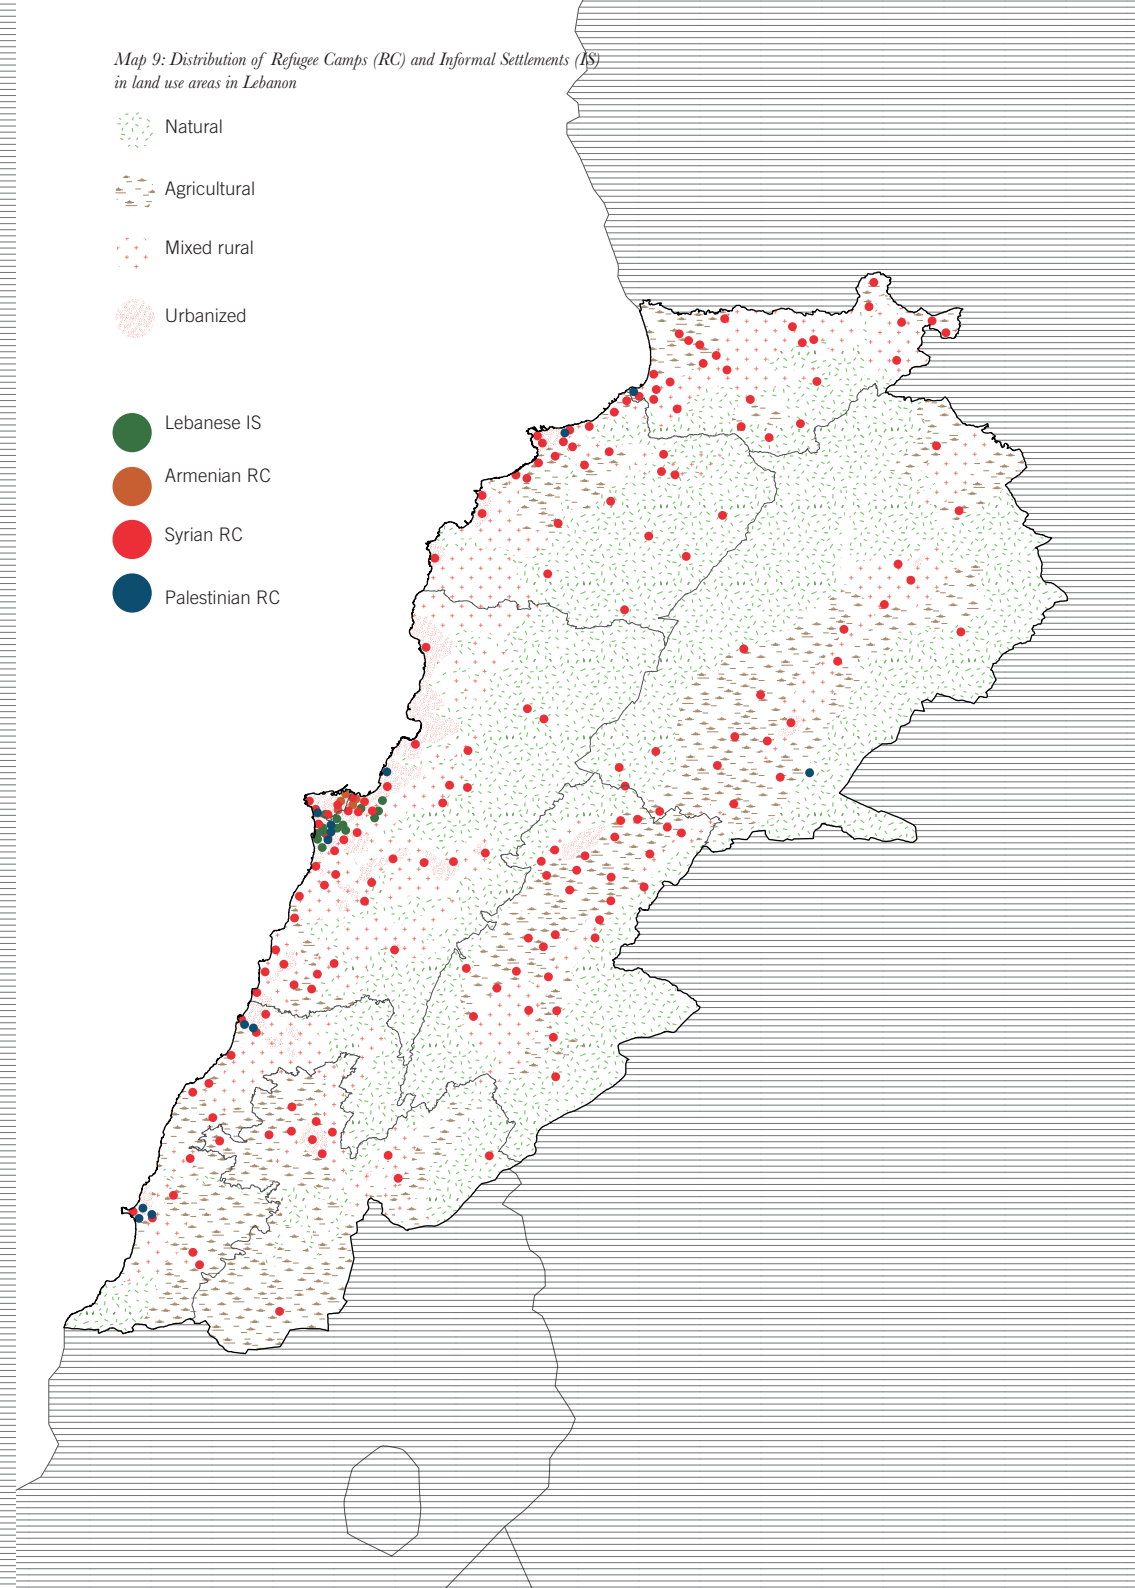 Map 9: Distribution of Refugee Camps (RC) and Informal Settlements (IS)
in land use areas in Lebanon
Natural
Agricultural
Mixed rural
Urbanized
Lebanese IS
Armenian RC
Syrian RC
Palestinian RC